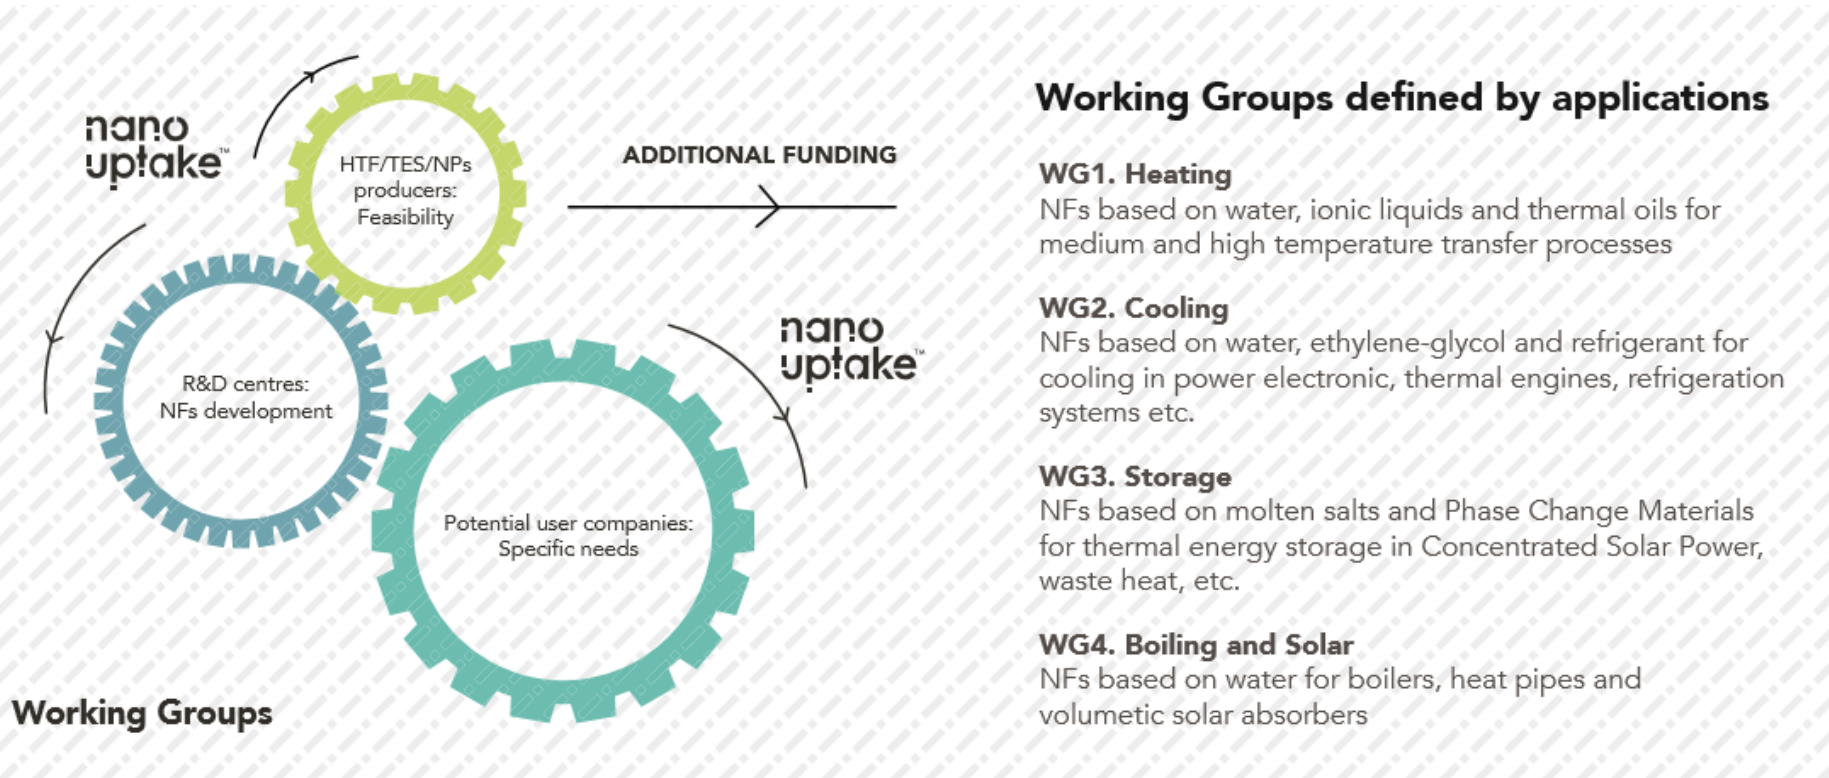 nano
uptake™
HTF/TES/NPs
producers:
Feasibility
ADDITIONAL FUNDING
R&D centres:
NFs development
nano
uptake™
Potential user companies:
Specific needs
Working Groups
Working Groups defined by applications
WG1. Heating
NFs based on water, ionic liquids and thermal oils for
medium and high temperature transfer processes
WG2. Cooling
NFs based on water, ethylene-glycol and refrigerant for
cooling in power electronic, thermal engines, refrigeration
systems etc.
WG3. Storage
NFs based on molten salts and Phase Change Materials
for thermal energy storage in Concentrated Solar Power,
waste heat, etc.
WG4. Boiling and Solar
NFs based on water for boilers, heat pipes and
volumetic solar absorbers